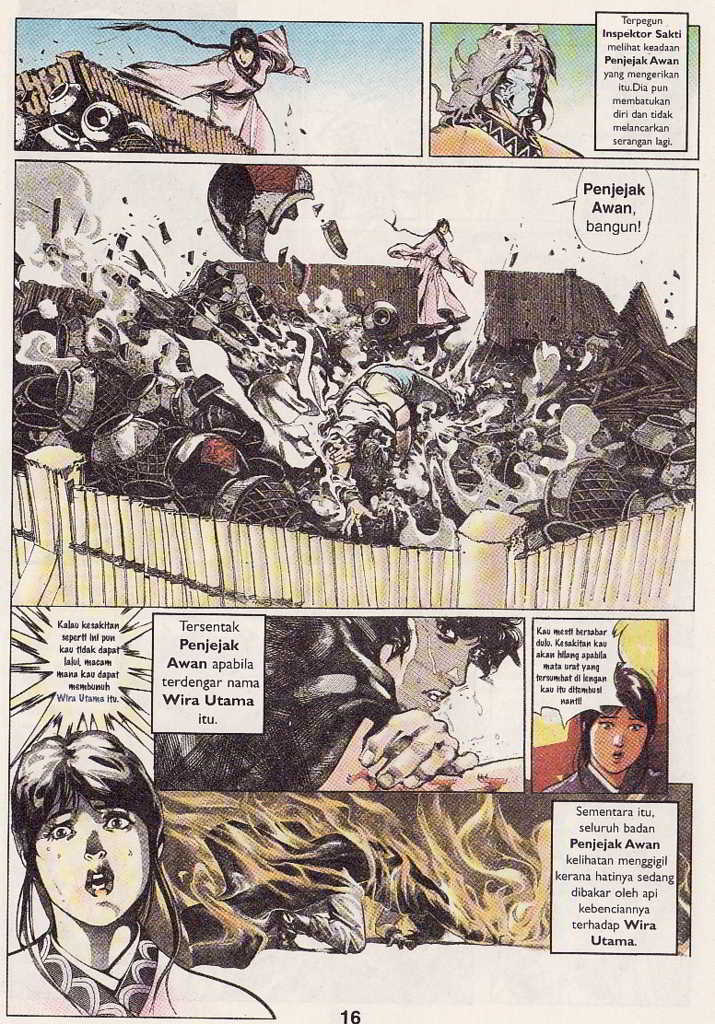 Terpegun
Inspektor Sakti
melihat keadaan
Penjejak Awan
yang mengerikan
itu.Dia pun
membatukan
diri dan tidak
melancarkan
serangan lagi.
Penjejak
Awan,
bangun!
Kalau kesakitan
seperti ini pun
kau tidak dapat
lalui, macam
mana kau dapat
membunuh
Wira Utama itu.
Tersentak
Penjejak
Awan apabila
terdengar nama
Wira Utama
itu.
Kau mesti bersabar
dulu. Kesakitan kau
akan hilang apabila
mata urat yang
tersumbat di lengan
kau itu ditembusi
nanti!
Sementara itu,
seluruh badan
Penjejak Awan
kelihatan menggigil
kerana hatinya sedang
dibakar oleh api
kebenciannya
terhadap Wira
Utama.
16